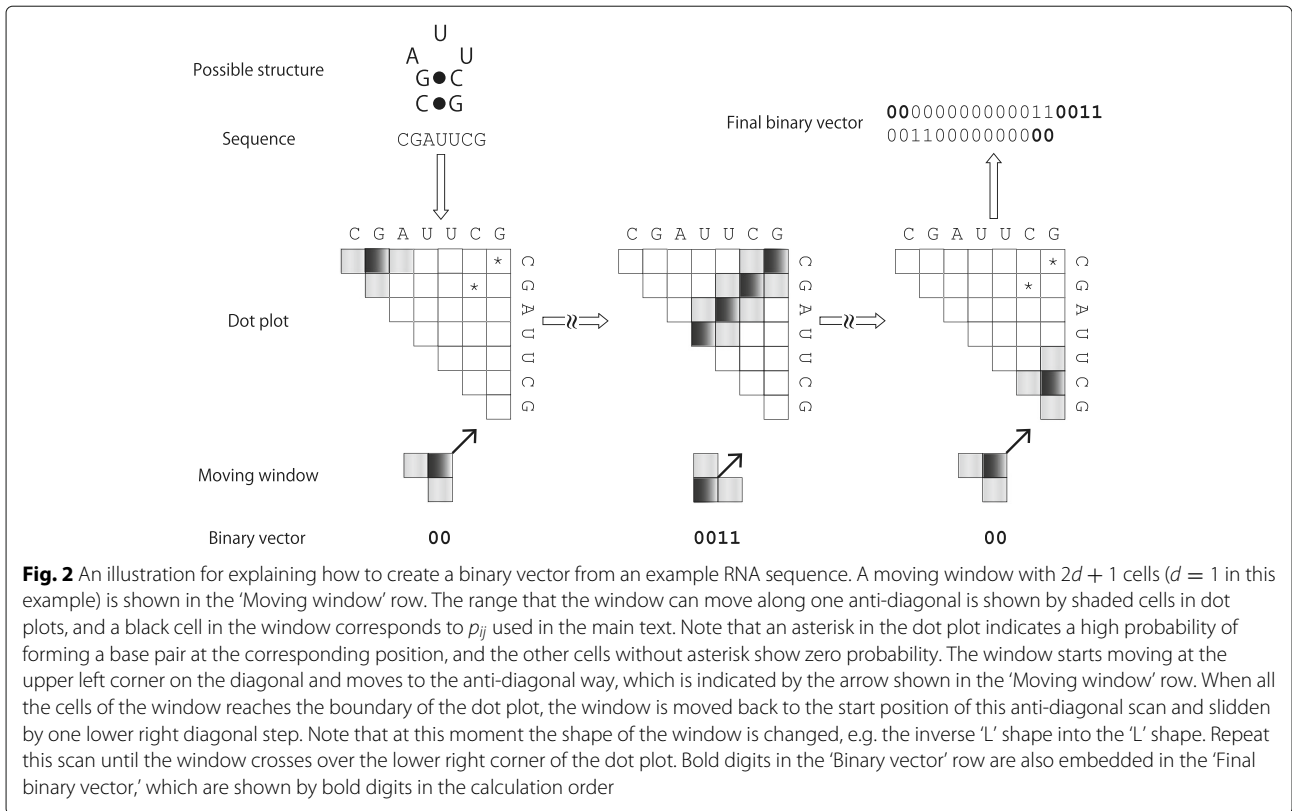 Possible structure
U
A U
G●C
C●G
Sequence CGAUUCG
Final binary vector
0000000000000110011
001100000000000
C G A U U C G
C G A U U C G
C G A U U C G
Dot plot
*
*
C
G
A
U
U
C
G
C
G
A
U
U
C
G
*
*
C
G
A
U
U
C
G
Moving window
Binary vector 00 0011 00
Fig. 2 An illustration for explaining how to create a binary vector from an example RNA sequence. A moving window with 2d + 1 cells (d = 1 in this
example) is shown in the ‘Moving window’ row. The range that the window can move along one anti-diagonal is shown by shaded cells in dot
plots, and a black cell in the window corresponds to pij used in the main text. Note that an asterisk in the dot plot indicates a high probability of
forming a base pair at the corresponding position, and the other cells without asterisk show zero probability. The window starts moving at the
upper left corner on the diagonal and moves to the anti-diagonal way, which is indicated by the arrow shown in the ‘Moving window’ row. When all
the cells of the window reaches the boundary of the dot plot, the window is moved back to the start position of this anti-diagonal scan and slidden
by one lower right diagonal step. Note that at this moment the shape of the window is changed, e.g. the inverse ‘L’ shape into the ‘L’ shape. Repeat
this scan until the window crosses over the lower right corner of the dot plot. Bold digits in the ‘Binary vector’ row are also embedded in the ‘Final
binary vector,’ which are shown by bold digits in the calculation order